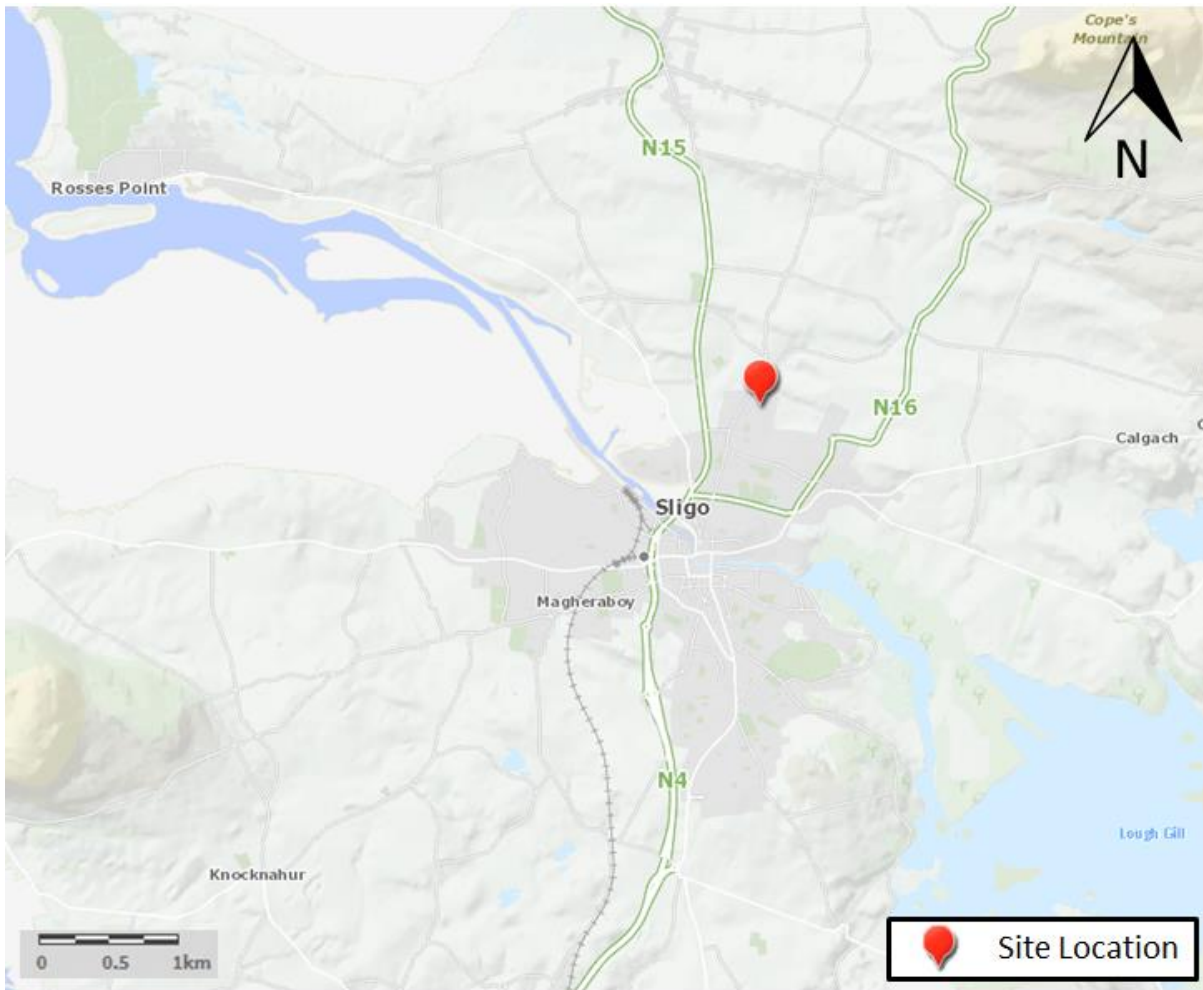 Cope's
Mountain
N
N15
Rosses Point
N16
Calgach
Sligo
Magheraboy
N4
Lough Gill
Knocknahur
0 0.5 1km
Site Location